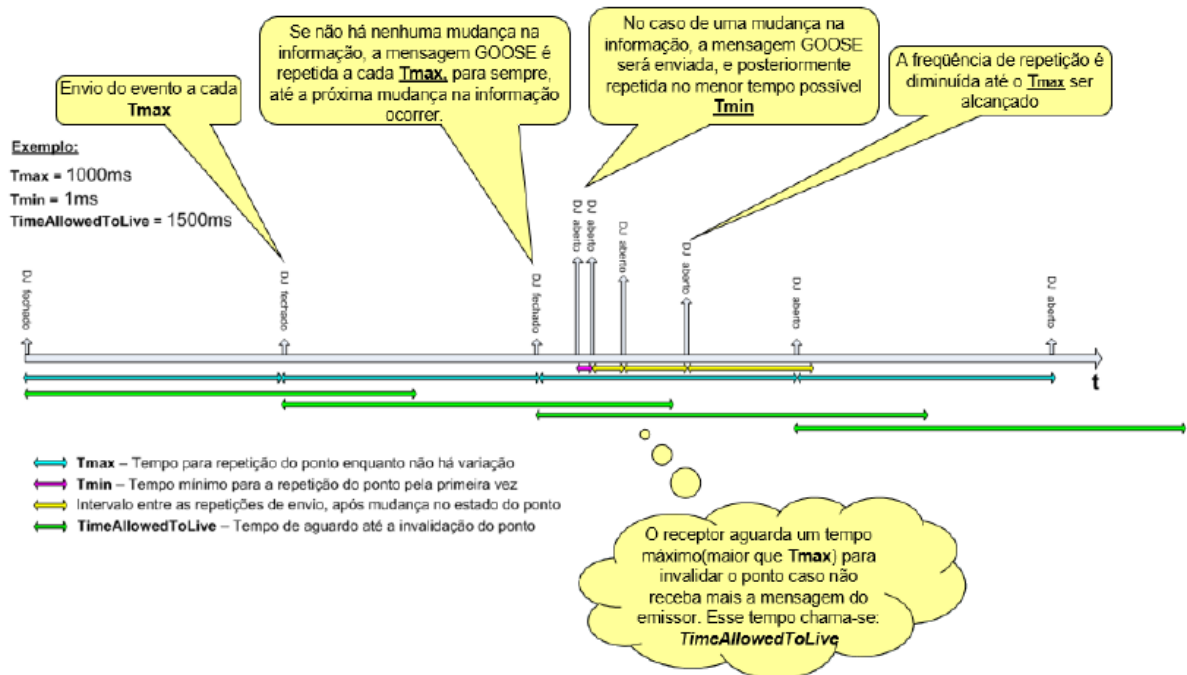 Envio do evento a cada
Tmax
Se não há nenhuma mudança na
informação, a mensagem GOOSE é
repetida a cada Tmax, para sempre,
até a próxima mudança na informação
ocorrer.
No caso de uma mudança na
informação, a mensagem GOOSE
será enviada, e posteriormente
repetida no menor tempo possível
Tmin
A freqüência de repetição é
diminuída até o Tmax ser
alcançado
Exemplo:
Tmax = 1000ms
Tmin = 1ms
TimeAllowedToLive = 1500ms
DJ fechado
DJ fechado
DJ fechado
DJ aberto
DJ aberto
DJ aberto
DJ aberto
DJ aberto
DJ aberto
t
Tmax – Tempo para repetição do ponto enquanto não há variação
Tmin – Tempo mínimo para a repetição do ponto pela primeira vez
Intervalo entre as repetições de envio, após mudança no estado do ponto
TimeAllowedToLive – Tempo de aguardo até a invalidação do ponto
O receptor aguarda um tempo
máximo(maior que Tmax) para
invalidar o ponto caso não
receba mais a mensagem do
emissor. Esse tempo chama-se:
TimeAllowedToLive